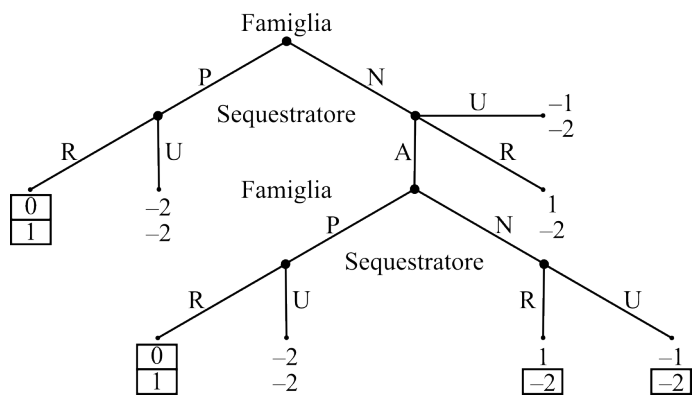 Famiglia
P
N
U
–1
–2
Sequestratore
R
U
A
R
0
1
–2
–2
Famiglia
1
–2
P
N
Sequestratore
R
U
R
U
0
1
–2
–2
1
–2
–1
–2